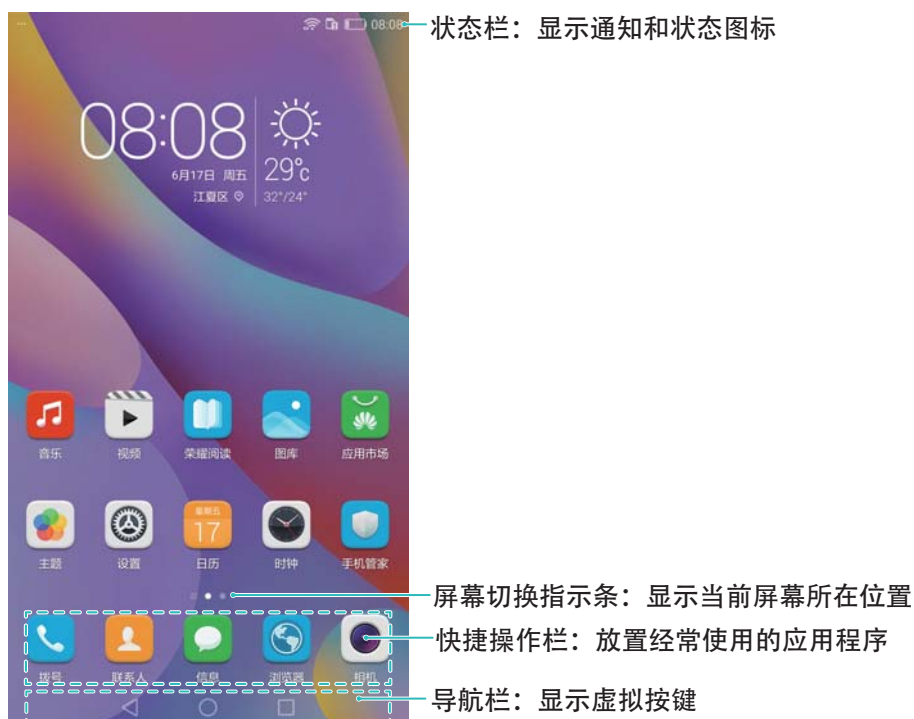 08:08
状态栏：显示通知和状态图标
08:08
6月17日 周五
江夏区
29°c
32°/24°
音乐 视频 荣耀阅读 图库 应用市场
星期五
17
主题 设置 日历 时钟 手机管家
屏幕切换指示条：显示当前屏幕所在位置
快捷操作栏：放置经常使用的应用程序
拨号 联系人 信息 浏览器 相机
导航栏：显示虚拟按键